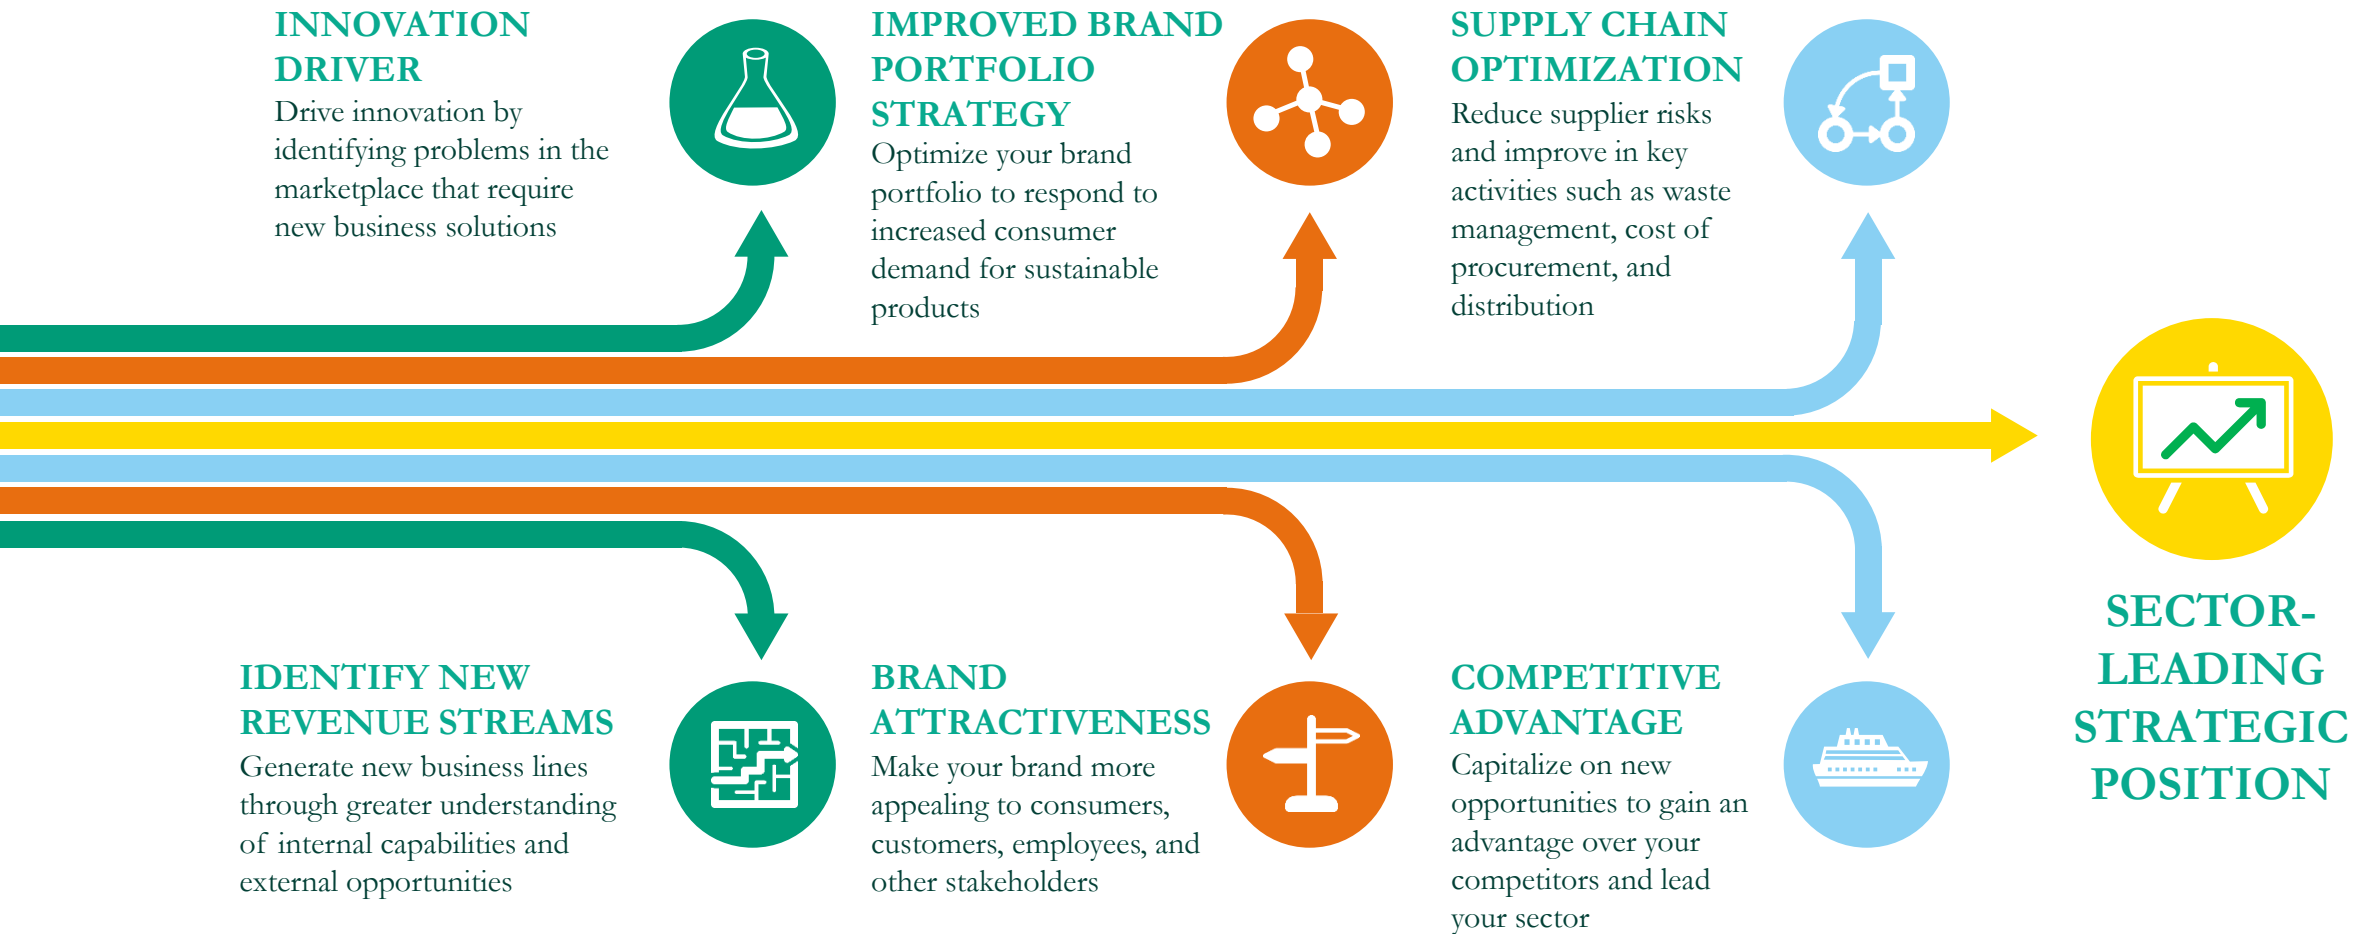 INNOVATION
DRIVER
Drive innovation by
identifying problems in the
marketplace that require
new business solutions
IMPROVED BRAND
PORTFOLIO
STRATEGY
Optimize your brand
portfolio to respond to
increased consumer
demand for sustainable
products
SUPPLY CHAIN
OPTIMIZATION
Reduce supplier risks
and improve in key
activities such as waste
management, cost of
procurement, and
distribution
IDENTIFY NEW
REVENUE STREAMS
Generate new business lines
through greater understanding
of internal capabilities and
external opportunities
BRAND
ATTRACTIVENESS
Make your brand more
appealing to consumers,
customers, employees, and
other stakeholders
COMPETITIVE
ADVANTAGE
Capitalize on new
opportunities to gain an
advantage over your
competitors and lead
your sector
SECTOR-
LEADING
STRATEGIC
POSITION